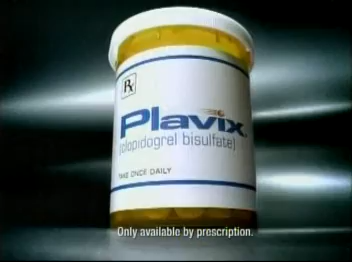 Rx
Plavix
(clopidogrel bisulfate)
TAKE ONCE DAILY
Only available by prescription.